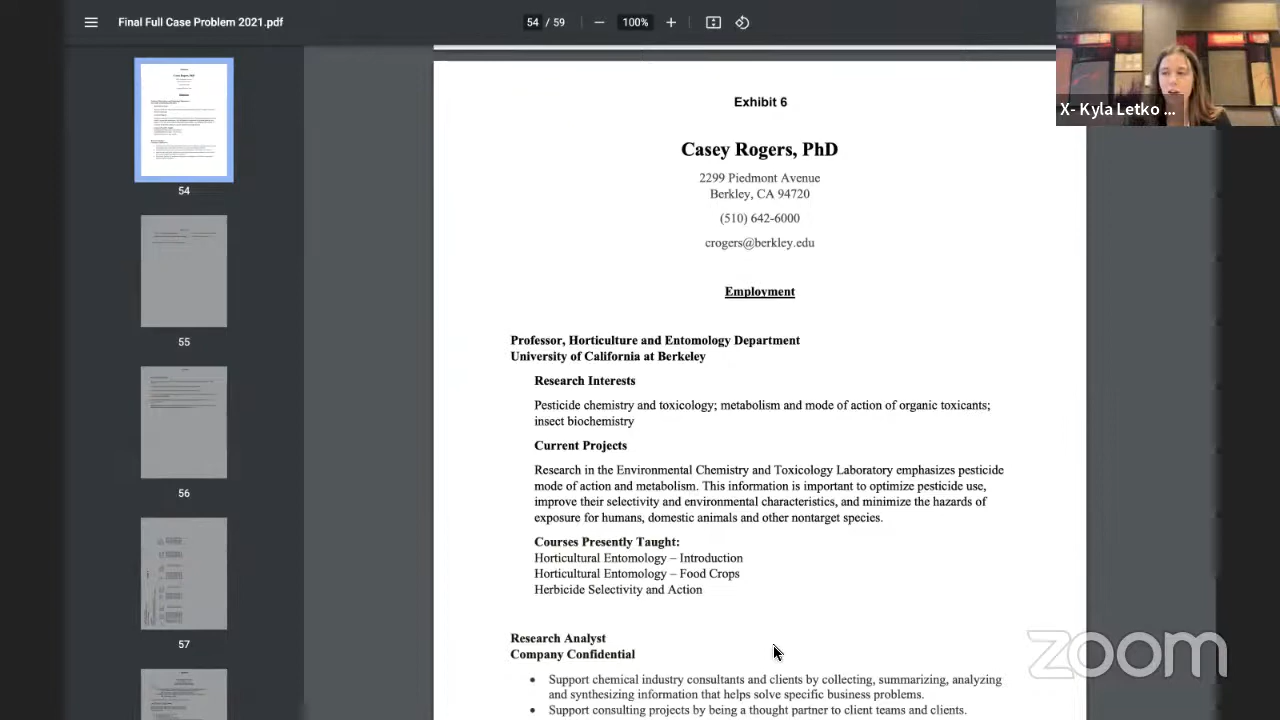 Final Full Case Problem 2021.pdf
54 / 59
100%
X- Kyla Letko ...
54
55
56
57
Exhibit 6
Casey Rogers, PhD
2299 Piedmont Avenue
Berkley, CA 94720
(510) 642-6000
crogers@berkley.edu
Employment
Professor, Horticulture and Entomology Department
University of California at Berkeley
Research Interests
Pesticide chemistry and toxicology; metabolism and mode of action of organic toxicants;
insect biochemistry
Current Projects
Research in the Environmental Chemistry and Toxicology Laboratory emphasizes pesticide
mode of action and metabolism. This information is important to optimize pesticide use,
improve their selectivity and environmental characteristics, and minimize the hazards of
exposure for humans, domestic animals and other nontarget species.
Courses Presently Taught:
Horticultural Entomology – Introduction
Horticultural Entomology – Food Crops
Herbicide Selectivity and Action
Research Analyst
Company Confidential
• Support chemical industry consultants and clients by collecting, summarizing, analyzing
and synthesizing information that helps solve specific business problems.
• Support consulting projects by being a thought partner to client teams and clients.
zoom